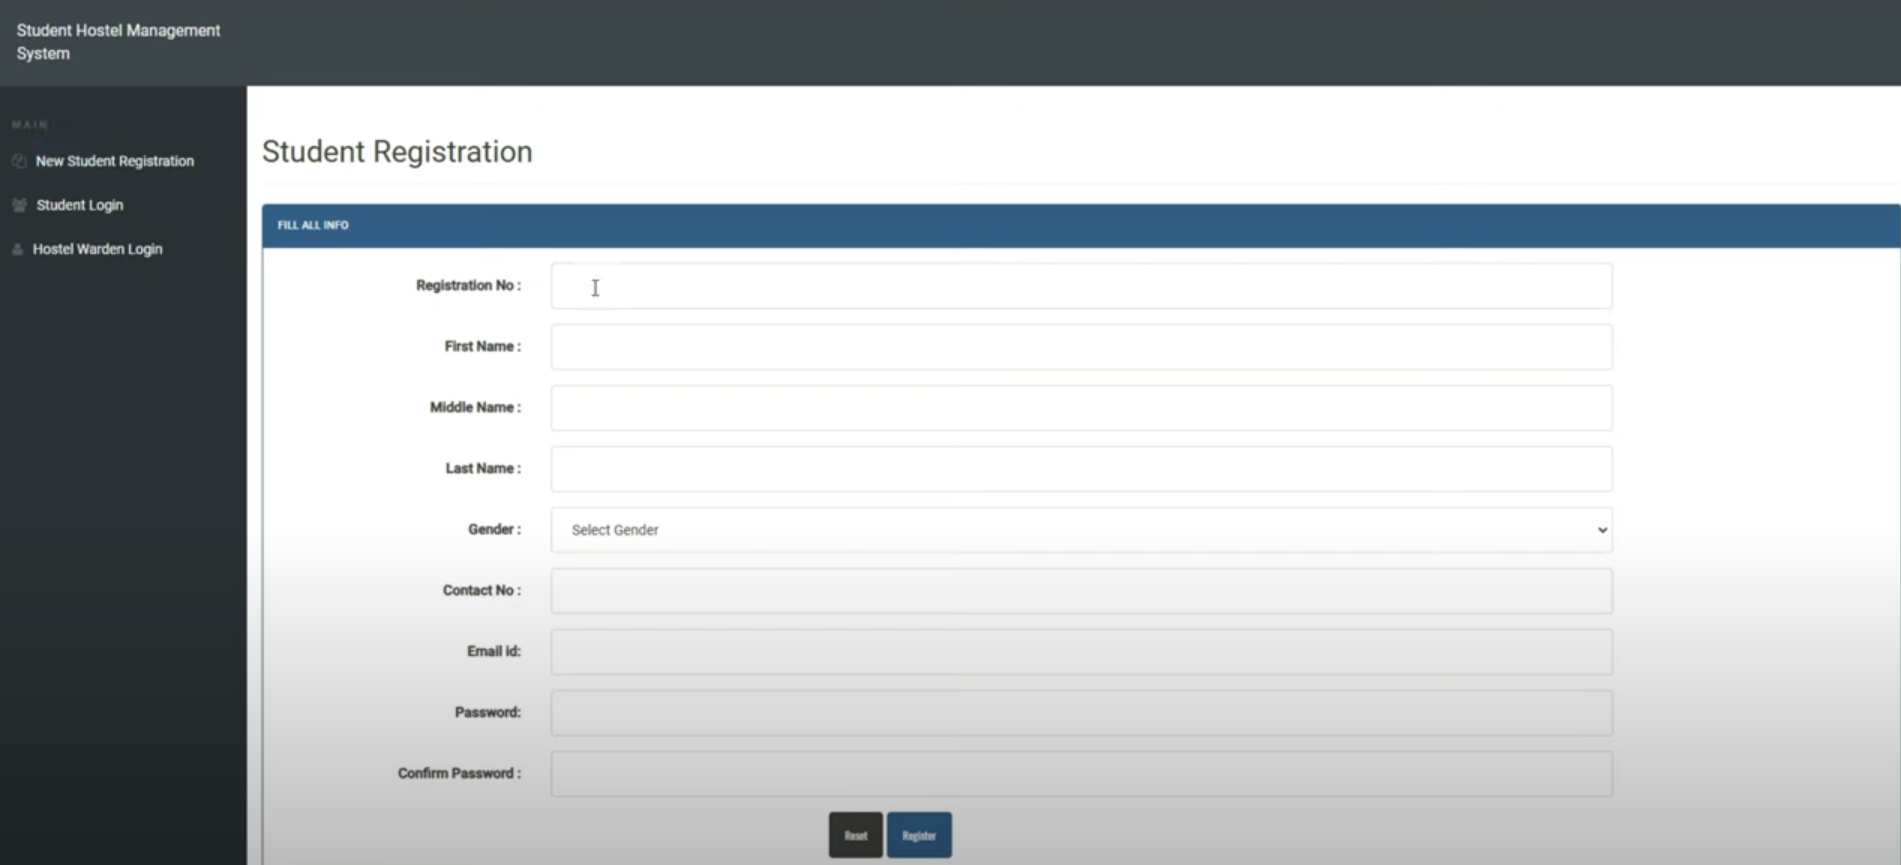 Student Hostel Management
System
MAIN
New Student Registration
Student Login
Hostel Warden Login
Student Registration
FILL ALL INFO
Registration No :
First Name :
Middle Name :
Last Name :
Gender :
Select Gender
Contact No :
Email id:
Password:
Confirm Password :
Reset
Register